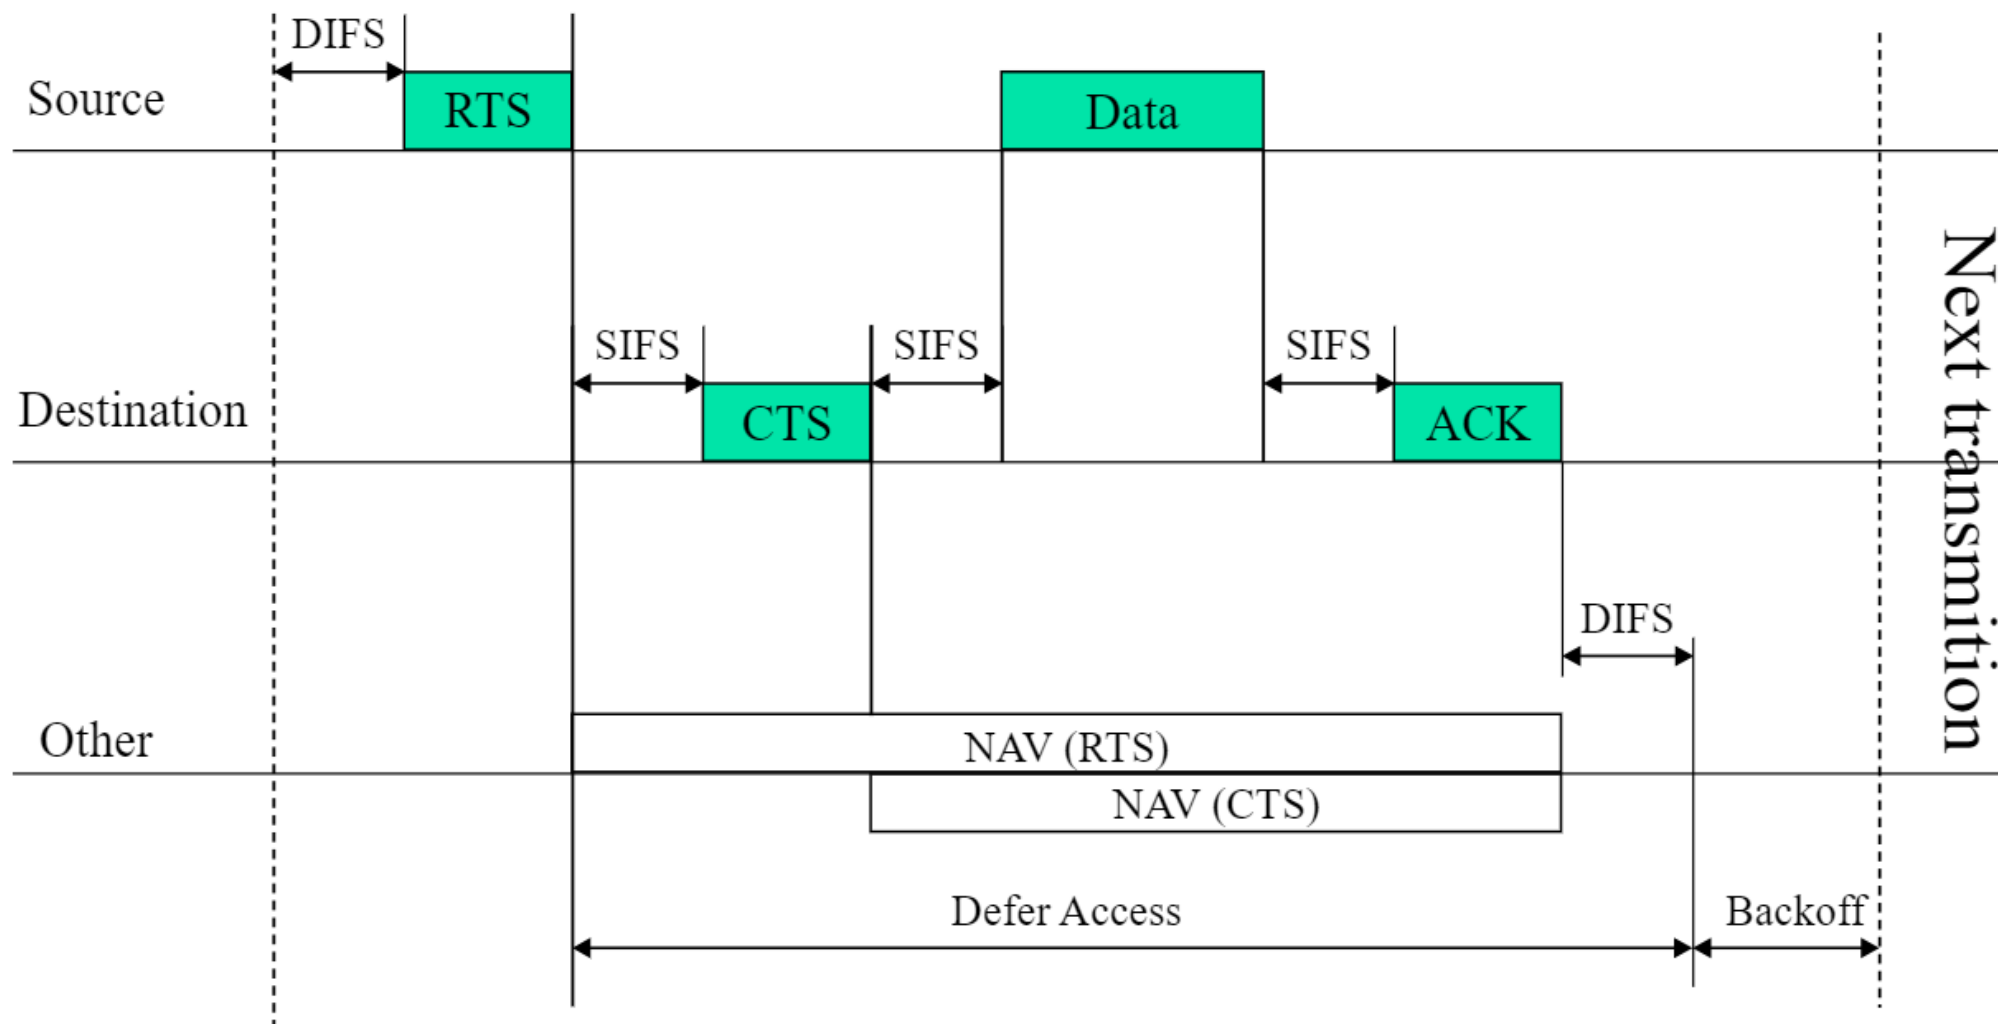 DIFS
Source
RTS
Data
SIFS
SIFS
SIFS
Destination
CTS
ACK
DIFS
Other
NAV (RTS)
NAV (CTS)
Defer Access
Backoff
Next transmition